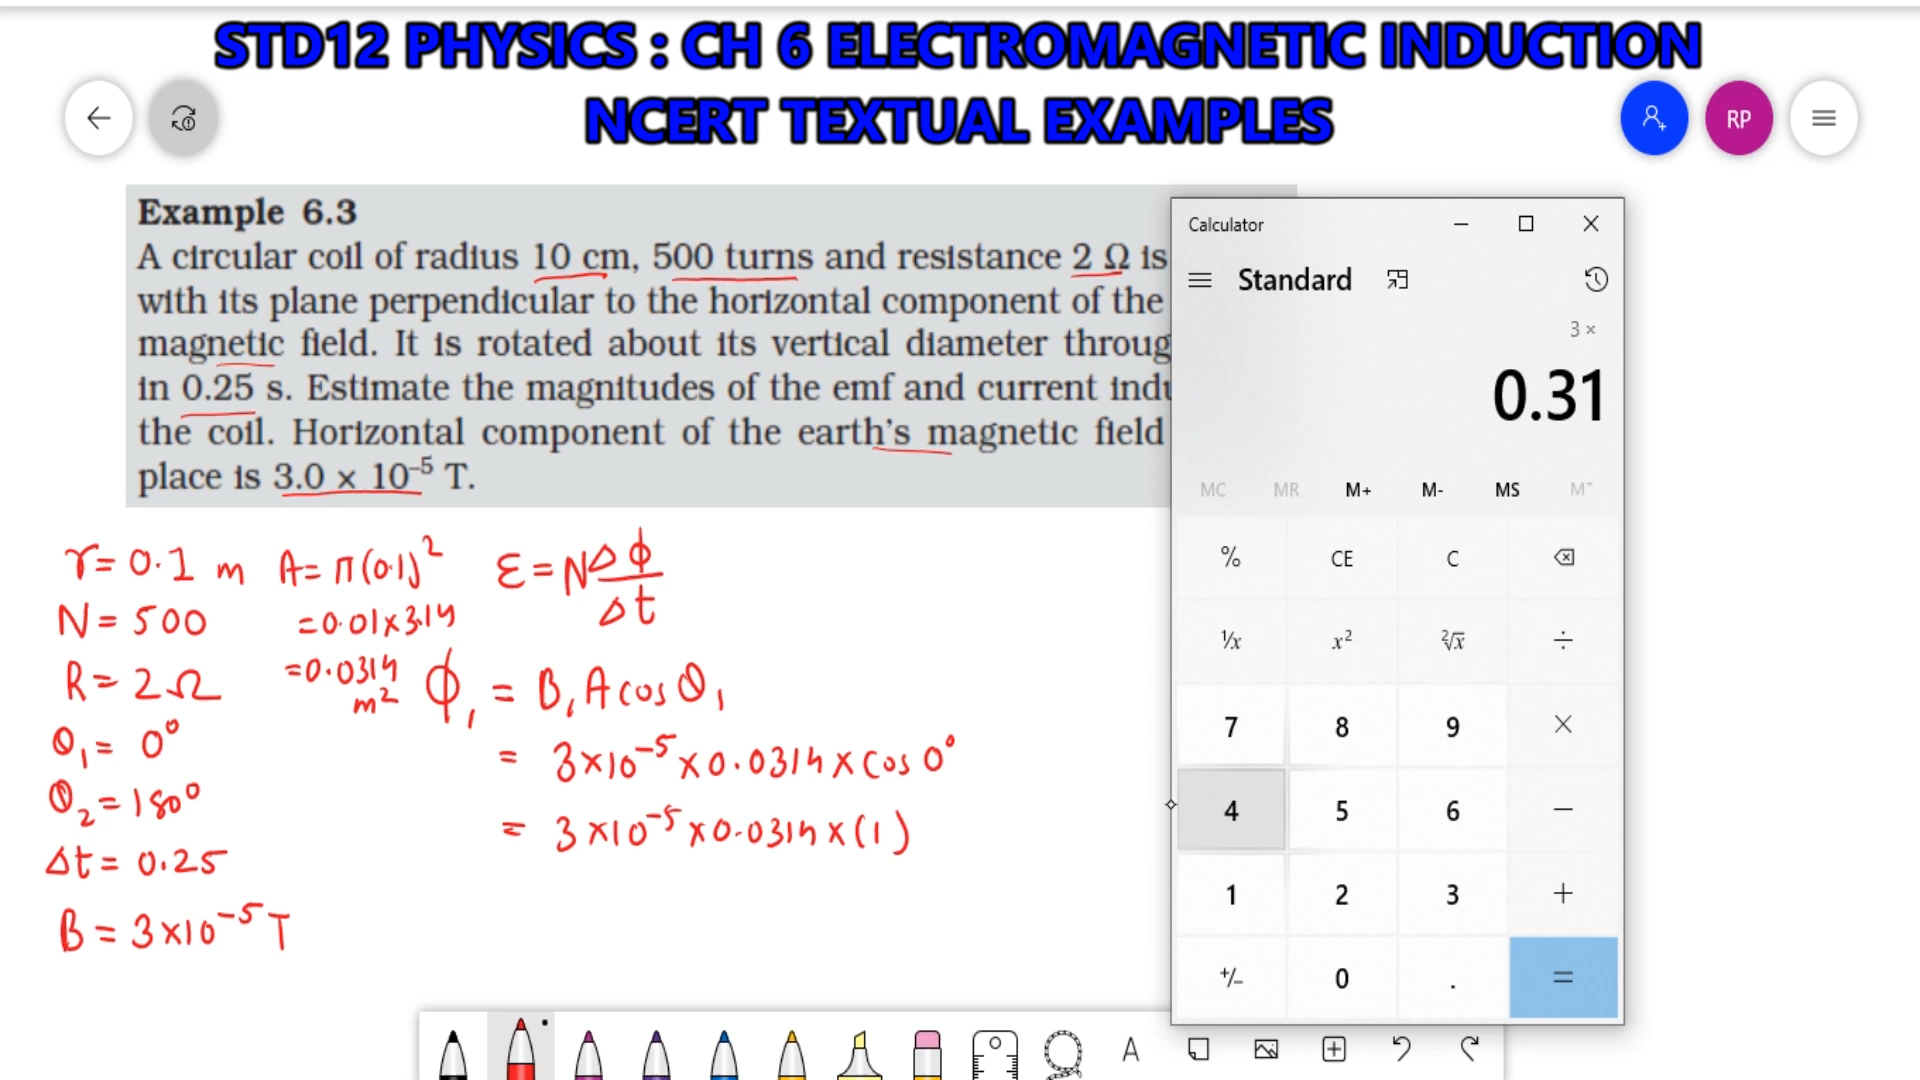 STD12 PHYSICS : CH 6 ELECTROMAGNETIC INDUCTION
NCERT TEXTUAL EXAMPLES
RP
Example 6.3
A circular coil of radius 10 cm, 500 turns and resistance 2 Ω is
with its plane perpendicular to the horizontal component of the
magnetic field. It is rotated about its vertical diameter throug
in 0.25 s. Estimate the magnitudes of the emf and current indu
the coil. Horizontal component of the earth's magnetic field
place is 3.0 × 10⁻⁵ T.
r = 0.1 m
N = 500
R = 2 Ω
θ₁ = 0°
θ₂ = 180°
Δt = 0.25
B = 3×10⁻⁵ T
A = π(0.1)²
= 0.01×3.14
= 0.0314
m²
ε = N Δϕ
Δt
ϕ₁ = B₁ A cos θ₁
= 3×10⁻⁵ × 0.0314 × cos 0°
= 3×10⁻⁵ × 0.0314 × (1)
Calculator
Standard
3 ×
0.31
MC MR M+ M- MS M˅
% CE C
¹/x x² ²√x ÷
7 8 9 ×
4 5 6 −
1 2 3 +
+/− 0 . =
A